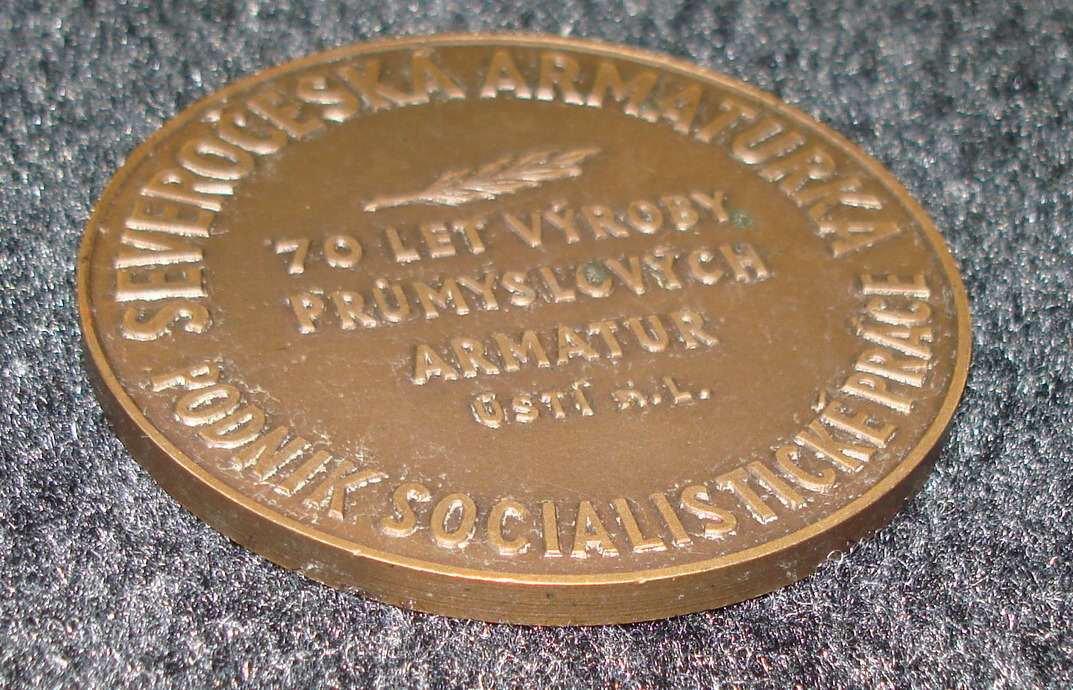 SEVEROČESKÁ ARMATURKA
70 LET VÝROBY
PRŮMYSLOVÝCH
ARMATUR
ÚSTÍ n.L.
PODNIK SOCIALISTICKÉ PRÁCE